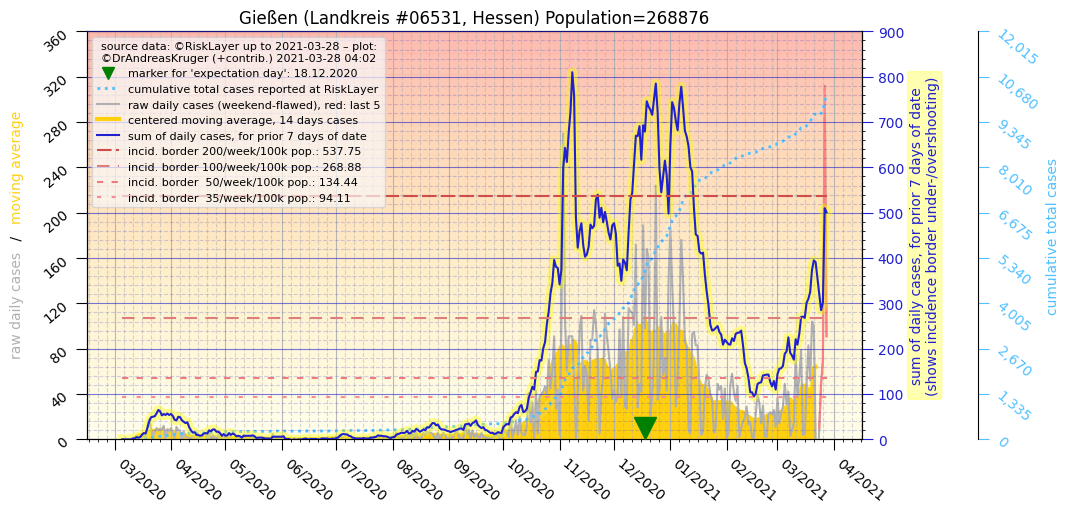 Gießen (Landkreis #06531, Hessen) Population=268876
source data: ©RiskLayer up to 2021-03-28 – plot:
©DrAndreasKruger (+contrib.) 2021-03-28 04:02
marker for 'expectation day': 18.12.2020
cumulative total cases reported at RiskLayer
raw daily cases (weekend-flawed), red: last 5
centered moving average, 14 days cases
sum of daily cases, for prior 7 days of date
incid. border 200/week/100k pop.: 537.75
incid. border 100/week/100k pop.: 268.88
incid. border  50/week/100k pop.: 134.44
incid. border  35/week/100k pop.: 94.11
raw daily cases / moving average
360
320
280
240
200
160
120
80
40
0
03/2020
04/2020
05/2020
06/2020
07/2020
08/2020
09/2020
10/2020
11/2020
12/2020
01/2021
02/2021
03/2021
04/2021
900
800
700
600
500
400
300
200
100
0
sum of daily cases, for prior 7 days of date
(shows incidence border under-/overshooting)
12,015
10,680
9,345
8,010
6,675
5,340
4,005
2,670
1,335
0
cumulative total cases